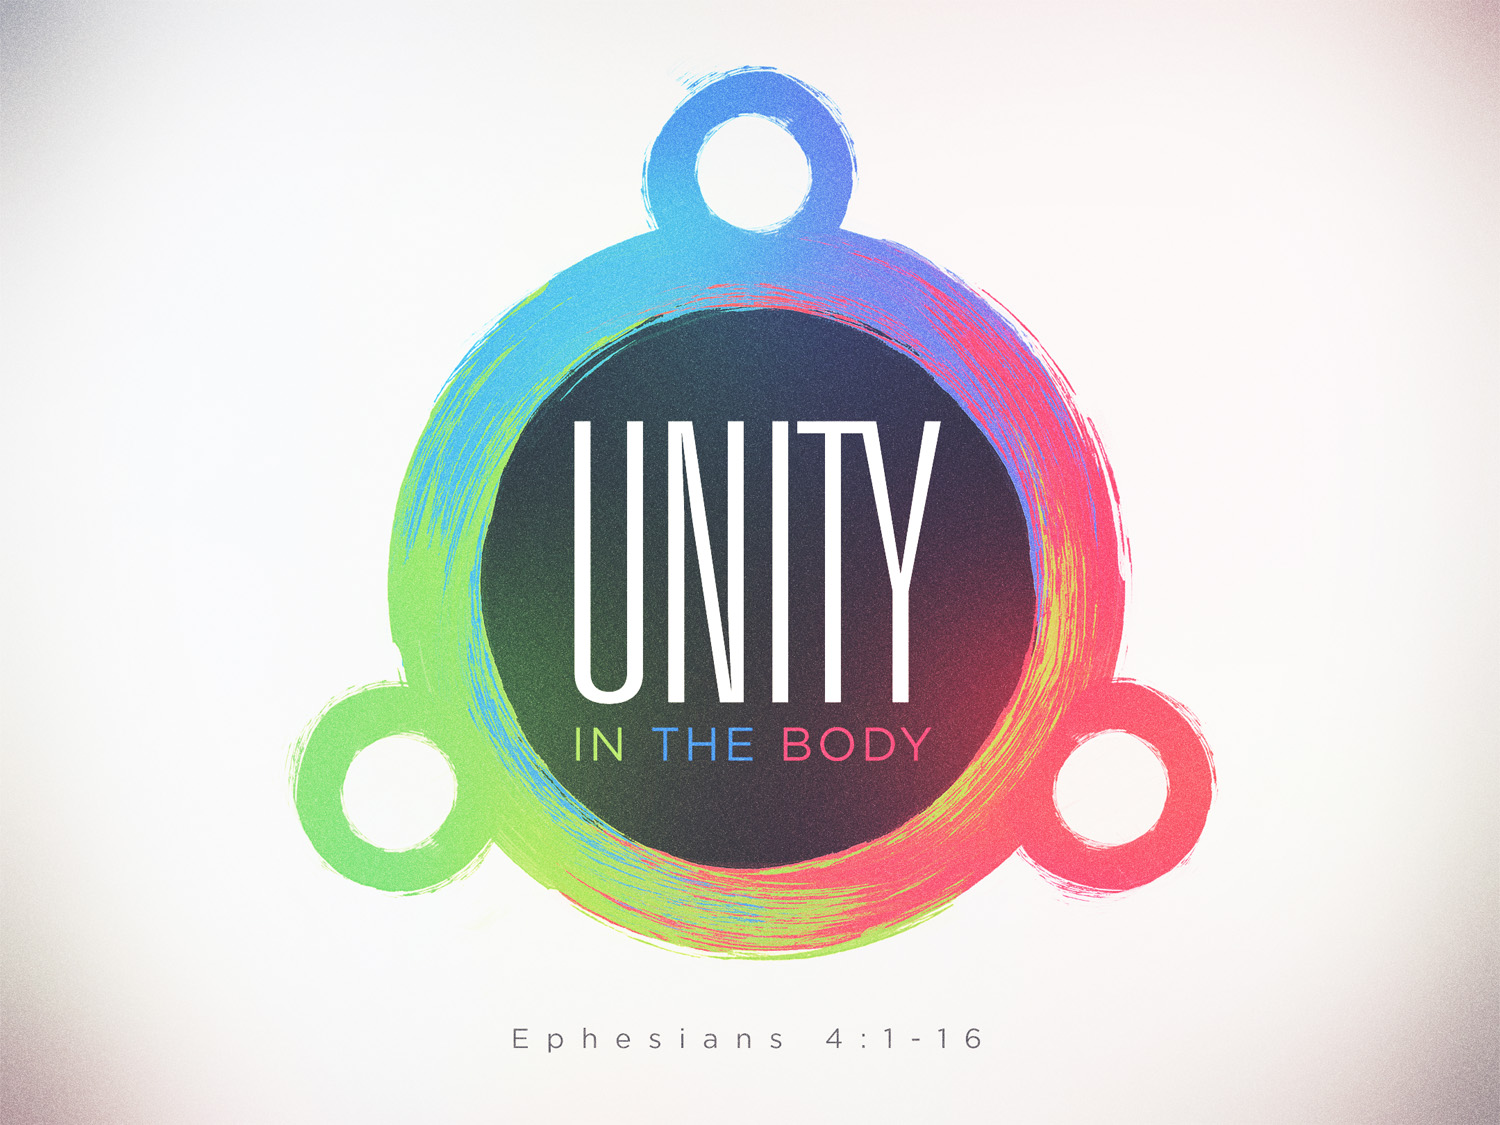 UNITY
IN THE BODY
Ephesians 4:1-16